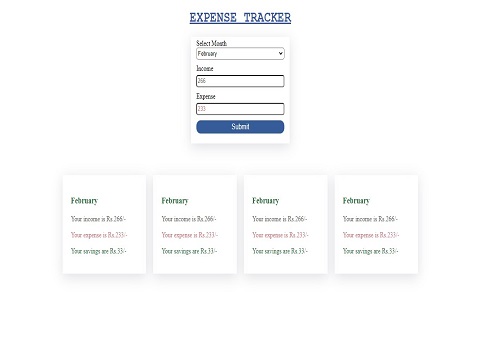 EXPENSE TRACKER
Select Month
February
Income
266
Expense
233
Submit
February
Your income is Rs.266/-
Your expense is Rs.233/-
Your savings are Rs.33/-
February
Your income is Rs.266/-
Your expense is Rs.233/-
Your savings are Rs.33/-
February
Your income is Rs.266/-
Your expense is Rs.233/-
Your savings are Rs.33/-
February
Your income is Rs.266/-
Your expense is Rs.233/-
Your savings are Rs.33/-